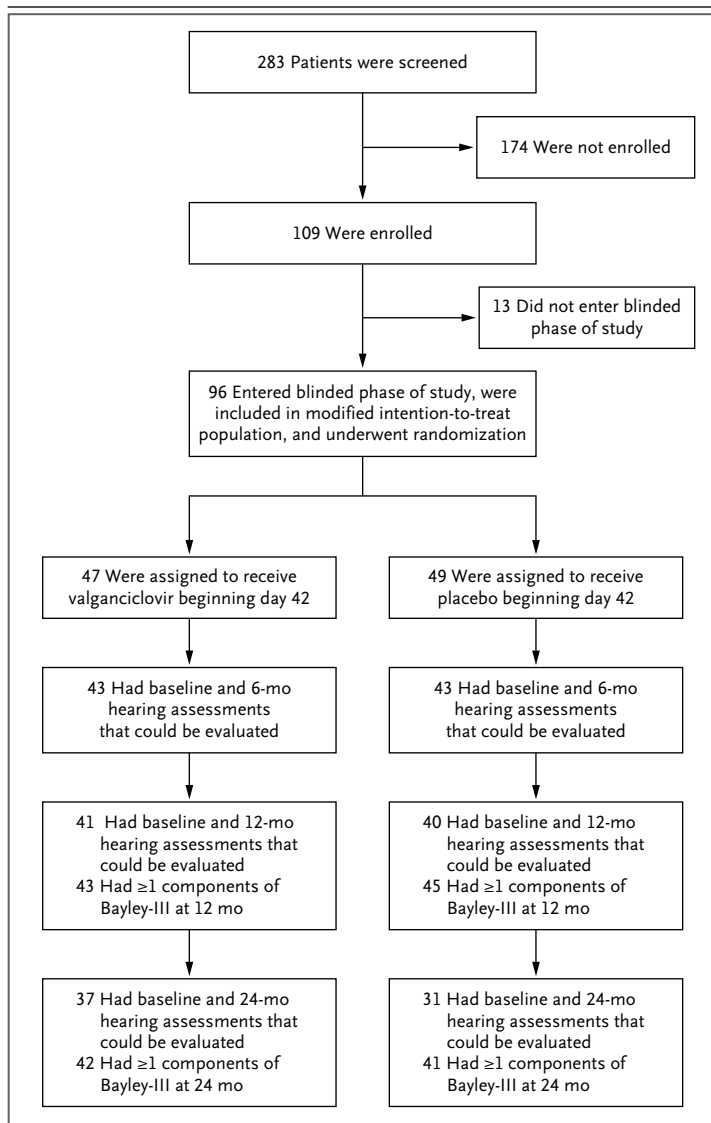 283 Patients were screened
174 Were not enrolled
109 Were enrolled
13 Did not enter blinded
phase of study
96 Entered blinded phase of study, were
included in modified intention-to-treat
population, and underwent randomization
47 Were assigned to receive
valganciclovir beginning day 42
49 Were assigned to receive
placebo beginning day 42
43 Had baseline and 6-mo
hearing assessments
that could be evaluated
43 Had baseline and 6-mo
hearing assessments
that could be evaluated
41 Had baseline and 12-mo
hearing assessments that
could be evaluated
43 Had ≥1 components of
Bayley-III at 12 mo
40 Had baseline and 12-mo
hearing assessments that
could be evaluated
45 Had ≥1 components of
Bayley-III at 12 mo
37 Had baseline and 24-mo
hearing assessments that
could be evaluated
42 Had ≥1 components of
Bayley-III at 24 mo
31 Had baseline and 24-mo
hearing assessments that
could be evaluated
41 Had ≥1 components of
Bayley-III at 24 mo